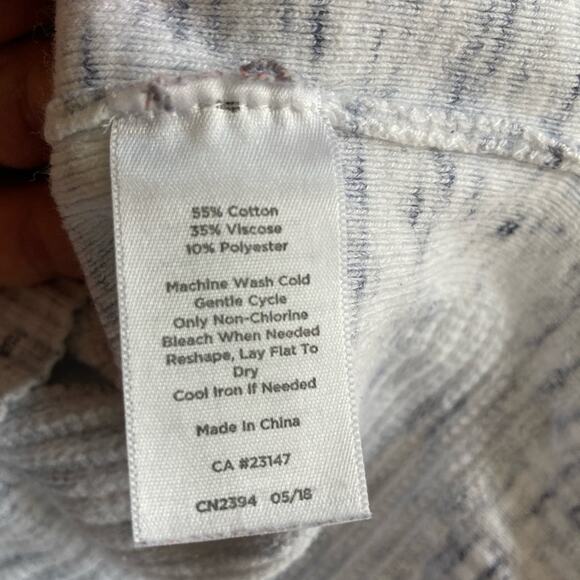 55% Cotton
35% Viscose
10% Polyester
Machine Wash Cold
Gentle Cycle
Only Non-Chlorine
Bleach When Needed
Reshape, Lay Flat To
Dry
Cool Iron If Needed
Made In China
CA #23147
CN2394 05/18